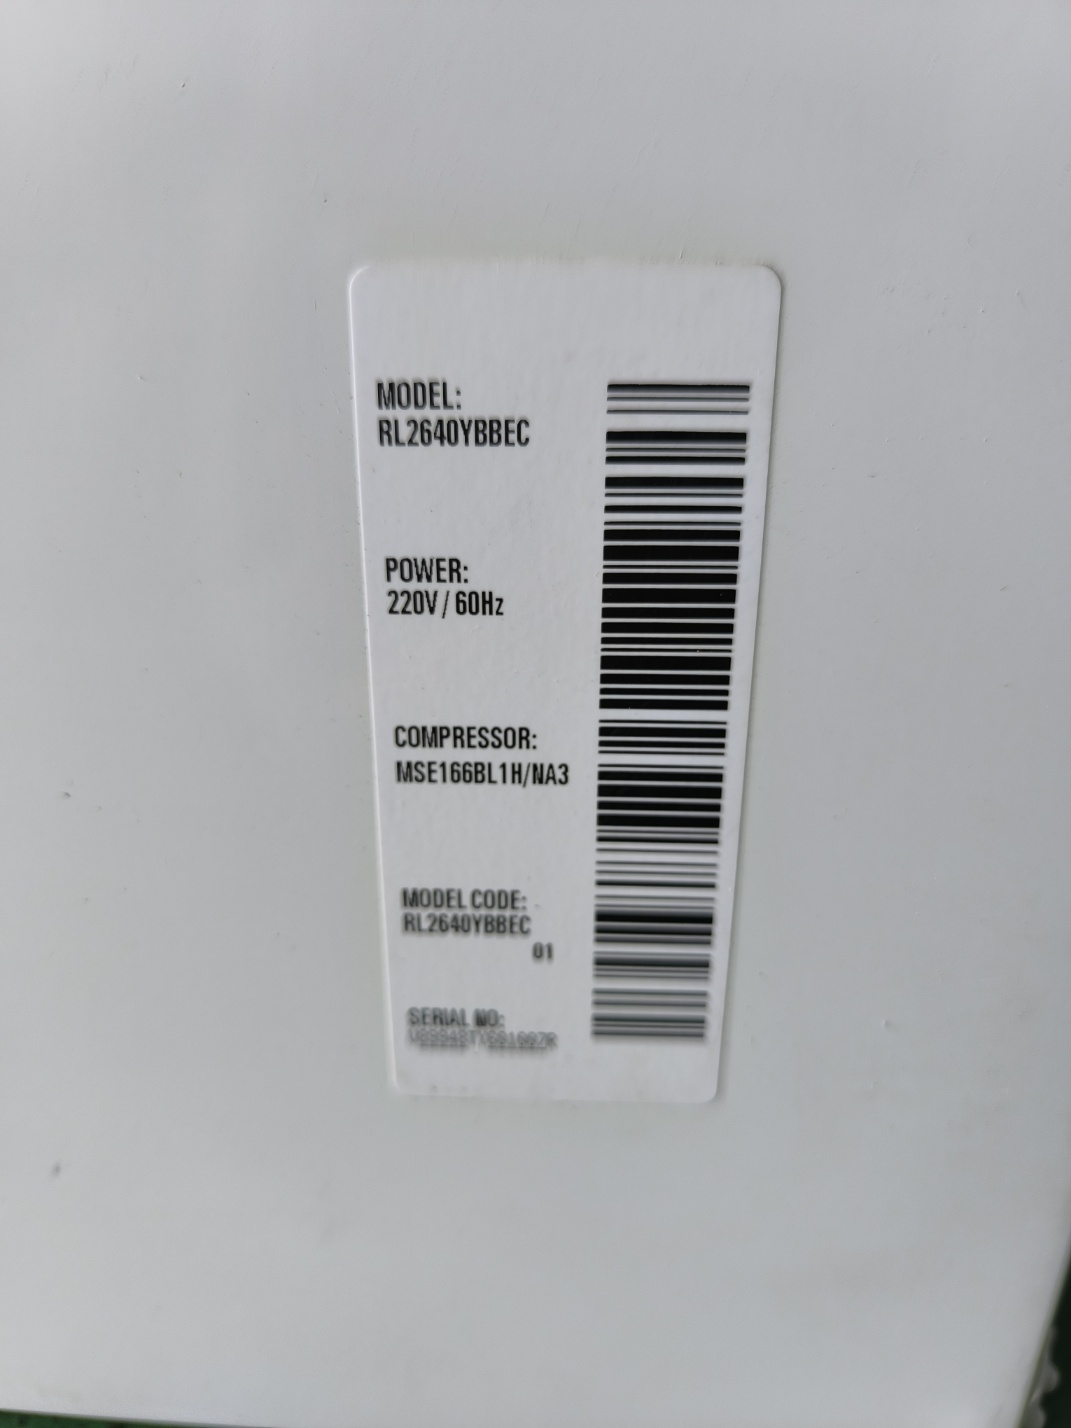 MODEL:
RL2640YBBEC
POWER:
220V / 60Hz
COMPRESSOR:
MSE166BL1H/NA3
MODEL CODE:
RL2640YBBEC
01
SERIAL NO: